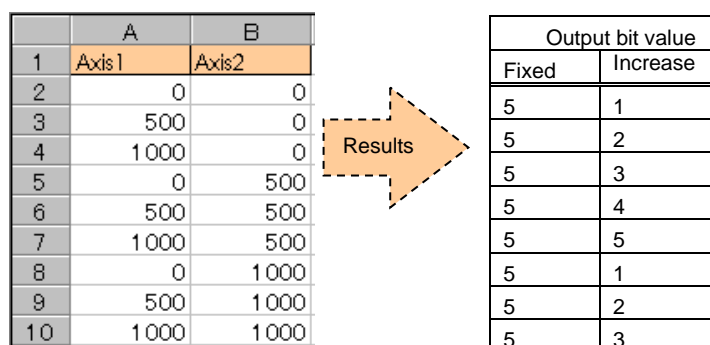 A B
1 Axis1 Axis2
2 0 0
3 500 0
4 1000 0
5 0 500
6 500 500
7 1000 500
8 0 1000
9 500 1000
10 1000 1000
Results
Output bit value
Fixed Increase
5 1
5 2
5 3
5 4
5 5
5 1
5 2
5 3